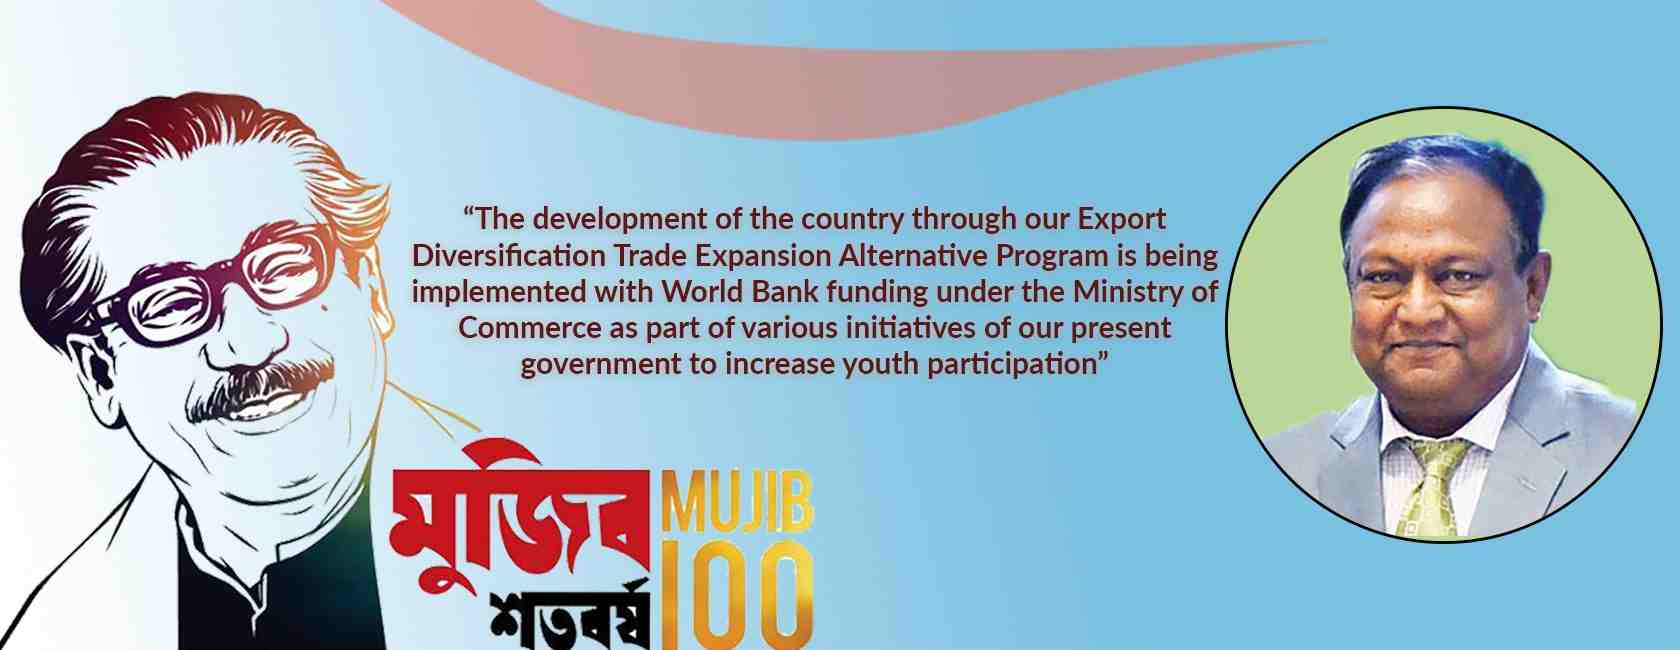 “The development of the country through our Export
Diversification Trade Expansion Alternative Program is being
implemented with World Bank funding under the Ministry of
Commerce as part of various initiatives of our present
government to increase youth participation”
মুজিব
শতবর্ষ
MUJIB
100